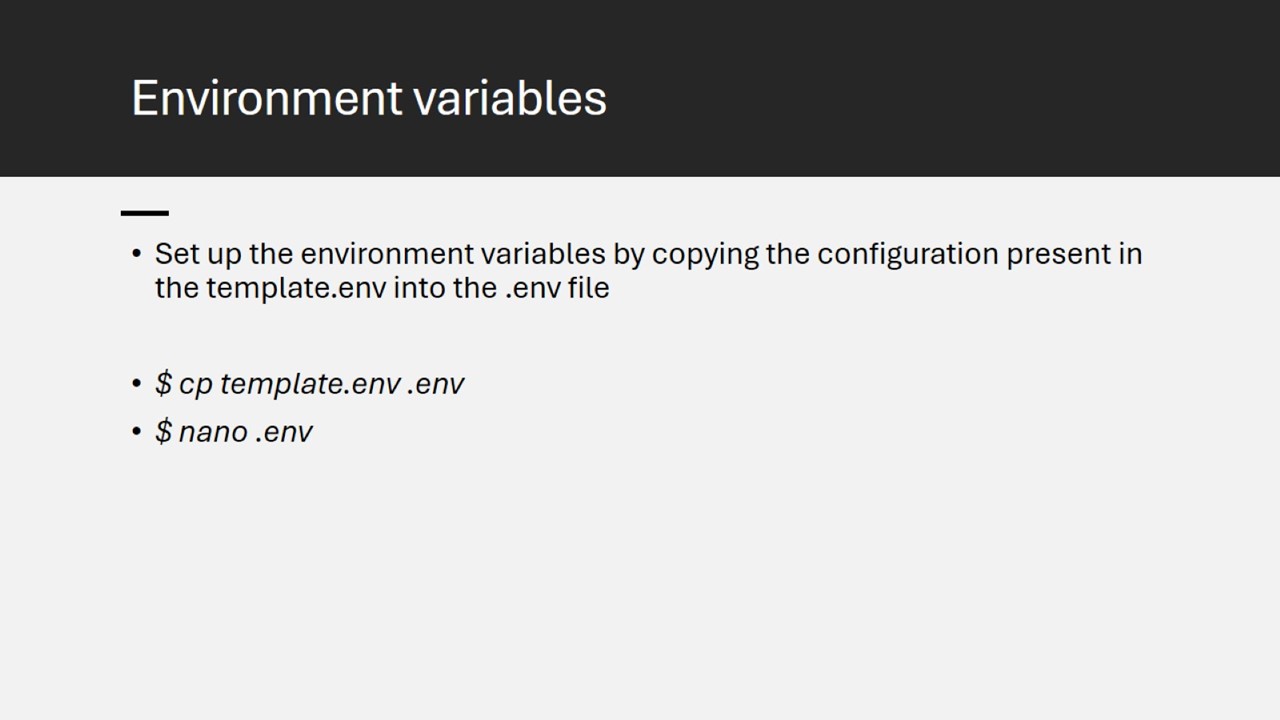 Environment variables
• Set up the environment variables by copying the configuration present in
the template.env into the .env file
• $ cp template.env .env
• $ nano .env